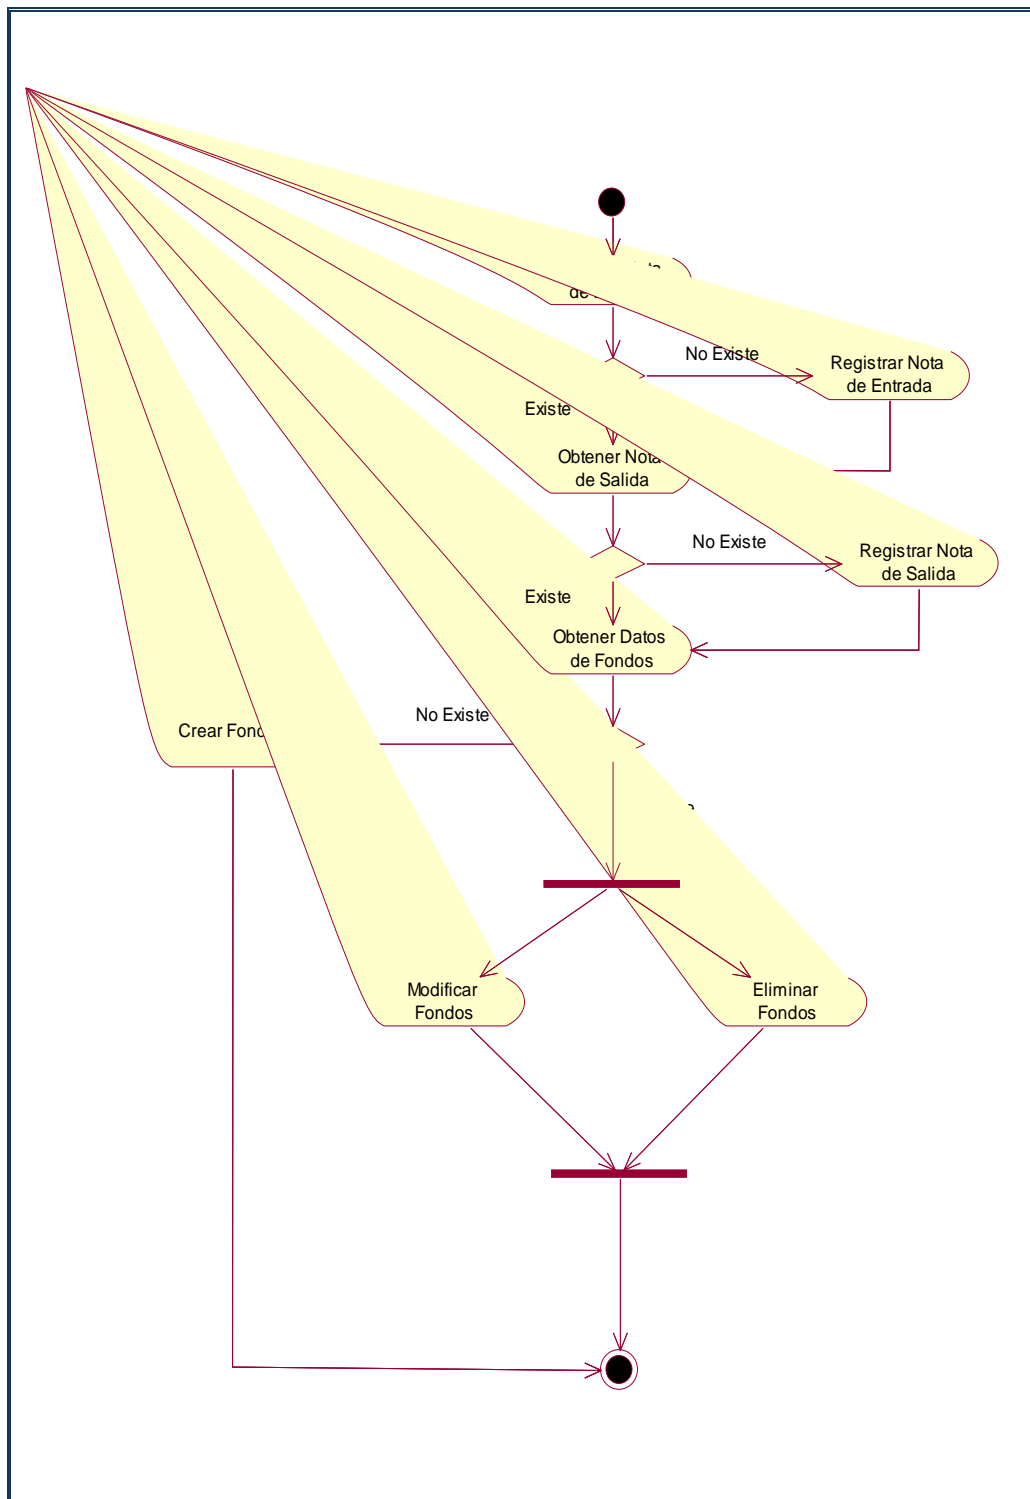 de
No Existe
Registrar Nota
de Entrada
Existe
Obtener Nota
de Salida
No Existe
Registrar Nota
de Salida
Existe
Obtener Datos
de Fondos
No Existe
Crear
Modificar
Fondos
Eliminar
Fondos